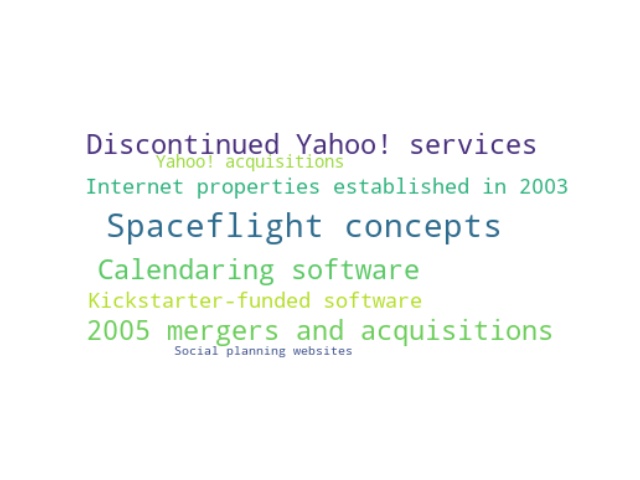 Discontinued Yahoo! services
Yahoo! acquisitions
Internet properties established in 2003
Spaceflight concepts
Calendaring software
Kickstarter-funded software
2005 mergers and acquisitions
Social planning websites